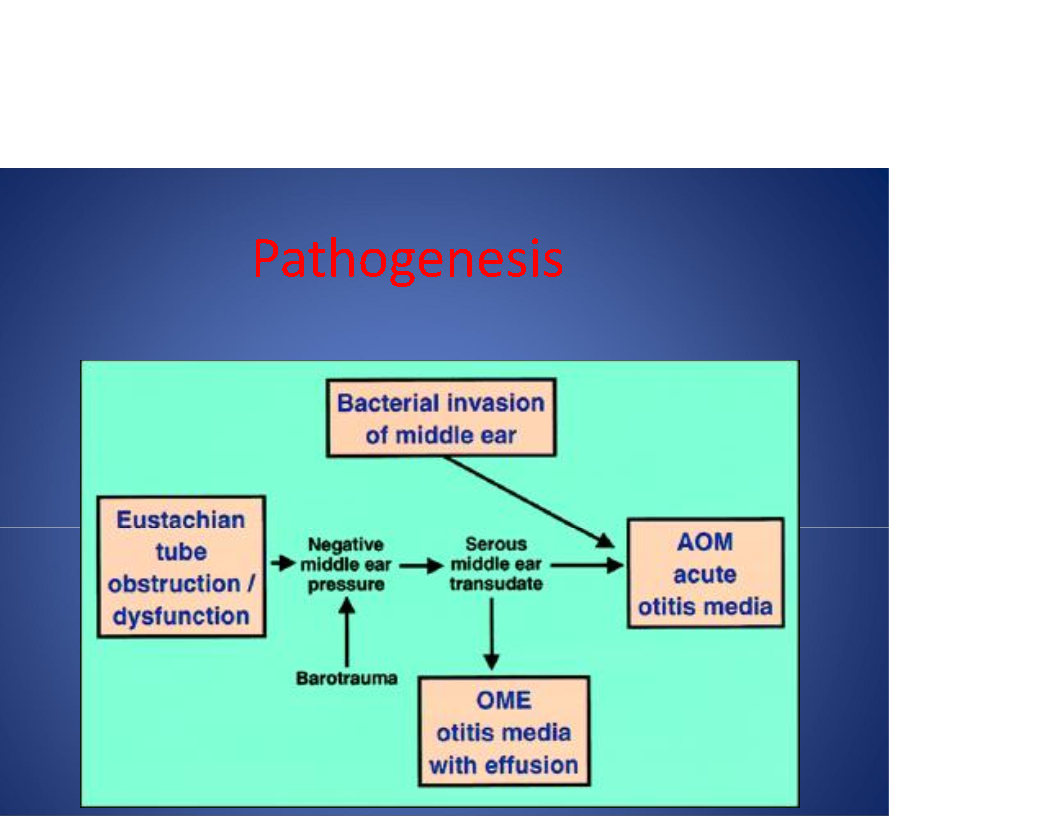 Pathogenesis
Bacterial invasion
of middle ear
Eustachian
tube
obstruction /
dysfunction
Negative
middle ear
pressure
Serous
middle ear
transudate
AOM
acute
otitis media
Barotrauma
OME
otitis media
with effusion